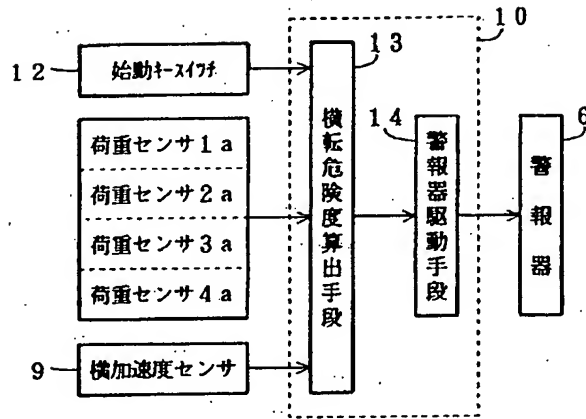 10
12
始動キースイッチ
荷重センサ1a
荷重センサ2a
荷重センサ3a
荷重センサ4a
9
横加速度センサ
13
横転危険度算出手段
14
警報器駆動手段
6
警報器